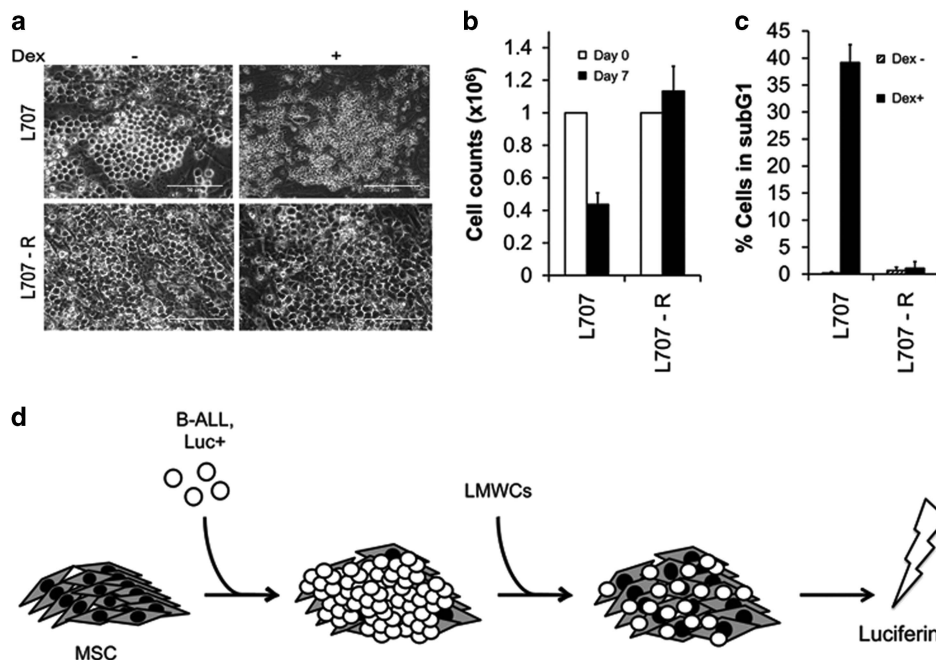 a
Dex
-
+
L707
L707 - R
b
Cell counts (x10⁶)
1.4
1.2
1
0.8
0.6
0.4
0.2
0
Day 0
Day 7
L707
L707 - R
c
% Cells in subG1
45
40
35
30
25
20
15
10
5
0
Dex -
Dex+
L707
L707 - R
d
B-ALL,
Luc+
LMWCs
MSC
Luciferin